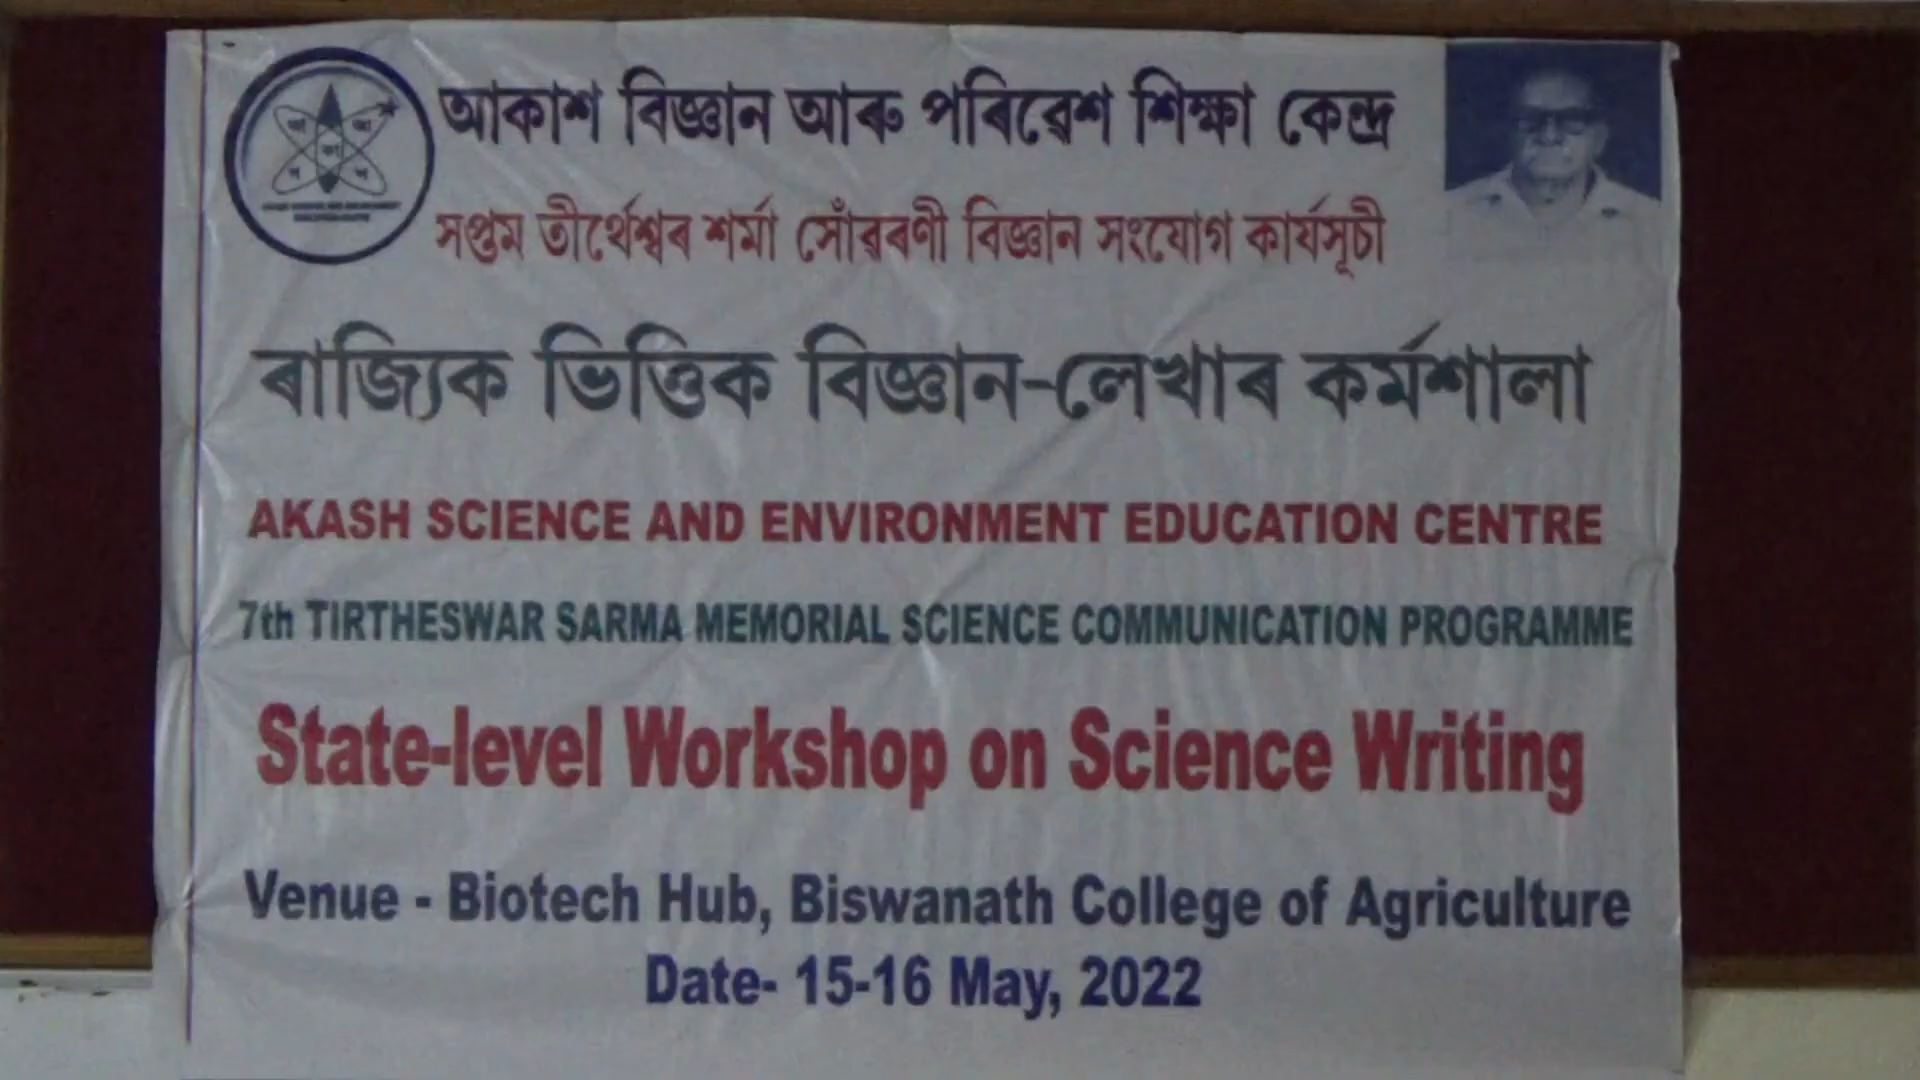 আকাশ বিজ্ঞান আৰু পৰিৱেশ শিক্ষা কেন্দ্ৰ
সপ্তম তীৰ্থেশ্বৰ শৰ্মা সোঁৱৰণী বিজ্ঞান সংযোগ কাৰ্যসূচী
ৰাজ্যিক ভিত্তিক বিজ্ঞান-লেখাৰ কৰ্মশালা
AKASH SCIENCE AND ENVIRONMENT EDUCATION CENTRE
7th TIRTHESWAR SARMA MEMORIAL SCIENCE COMMUNICATION PROGRAMME
State-level Workshop on Science Writing
Venue - Biotech Hub, Biswanath College of Agriculture
Date- 15-16 May, 2022